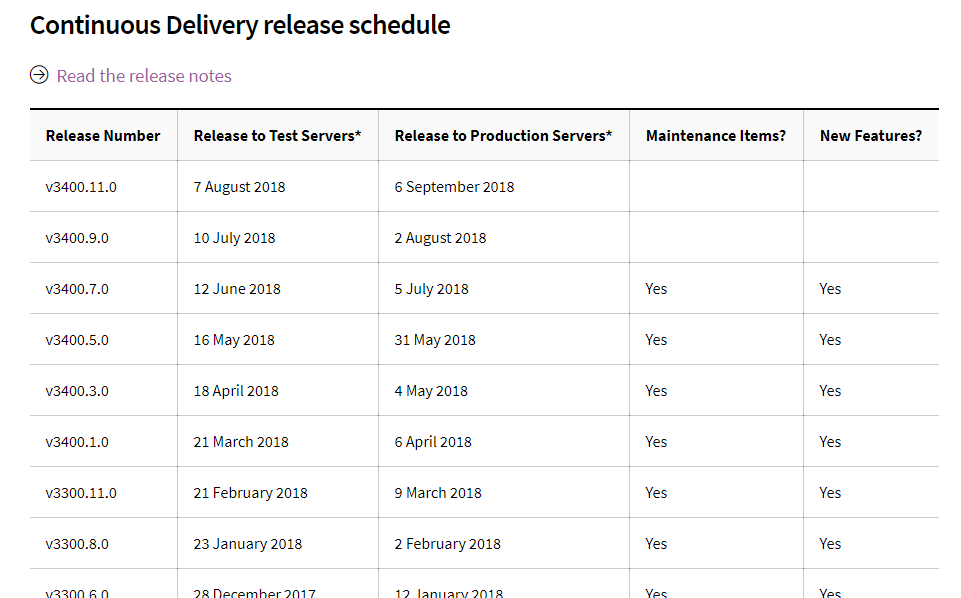 Continuous Delivery release schedule
Read the release notes
Release Number Release to Test Servers* Release to Production Servers* Maintenance Items? New Features?
v3400.11.0 7 August 2018 6 September 2018
v3400.9.0 10 July 2018 2 August 2018
v3400.7.0 12 June 2018 5 July 2018 Yes Yes
v3400.5.0 16 May 2018 31 May 2018 Yes Yes
v3400.3.0 18 April 2018 4 May 2018 Yes Yes
v3400.1.0 21 March 2018 6 April 2018 Yes Yes
v3300.11.0 21 February 2018 9 March 2018 Yes Yes
v3300.8.0 23 January 2018 2 February 2018 Yes Yes
v3300.6.0 28 December 2017 12 January 2018 Yes Yes